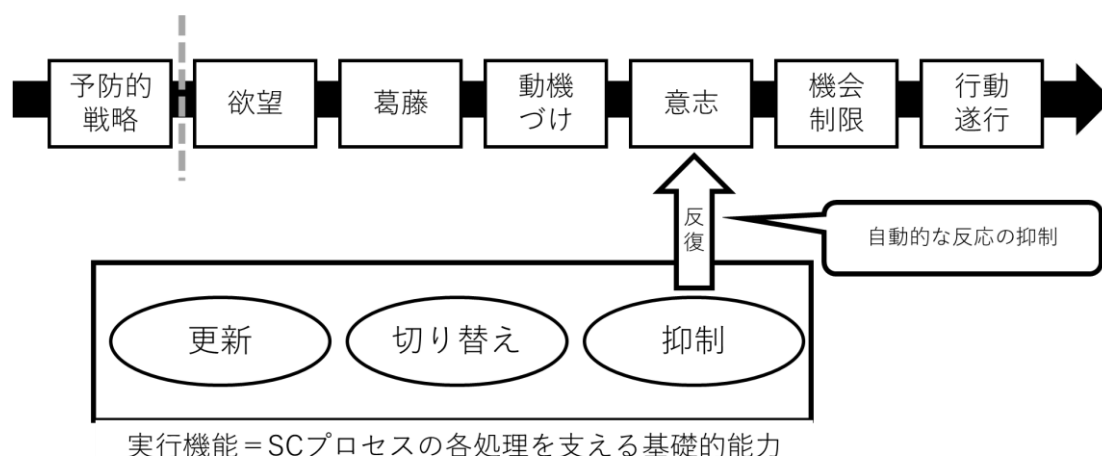 予防的
戦略
欲望
葛藤
動機
づけ
意志
機会
制限
行動
遂行
反
復
自動的な反応の抑制
更新
切り替え
抑制
実行機能＝SCプロセスの各処理を支える基礎的能力